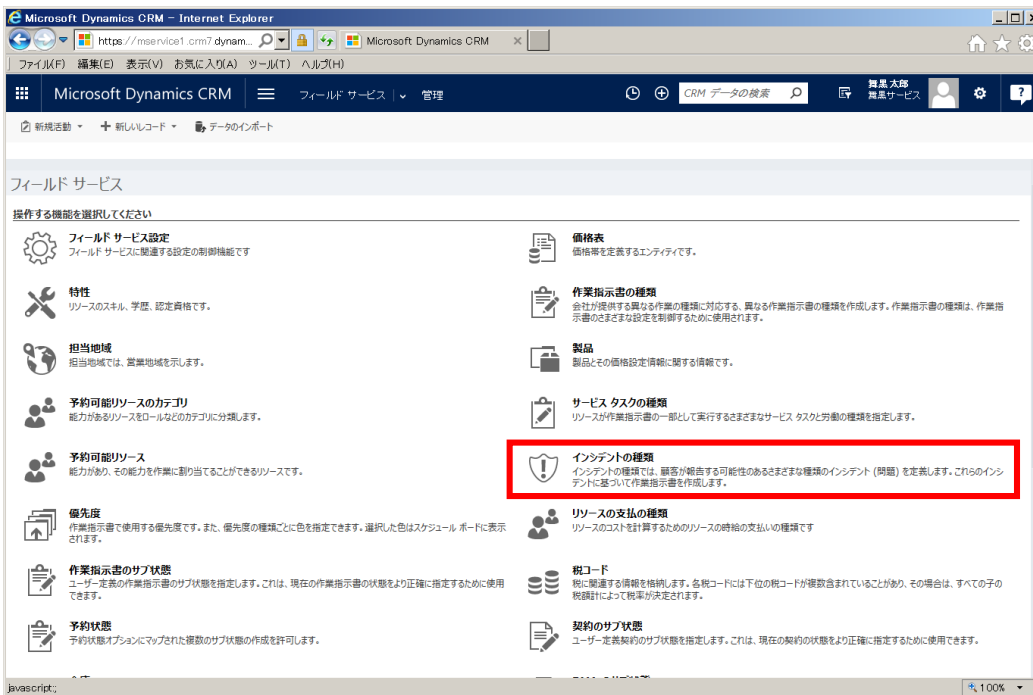 Microsoft Dynamics CRM - Internet Explorer
https://mservice1.crm7.dynam...
Microsoft Dynamics CRM
ファイル(F) 編集(E) 表示(V) お気に入り(A) ツール(T) ヘルプ(H)
Microsoft Dynamics CRM
フィールド サービス
管理
CRM データの検索
舞黒 太郎
舞黒サービス
新規活動
新しいレコード
データのインポート
フィールド サービス
操作する機能を選択してください
フィールド サービス設定
フィールド サービスに関連する設定の制御機能です
価格表
価格帯を定義するエンティティです。
特性
リソースのスキル、学歴、認定資格です。
作業指示書の種類
会社が提供する異なる作業の種類に対応する、異なる作業指示書の種類を作成します。作業指示書の種類は、作業指
示書のさまざまな設定を制御するために使用されます。
担当地域
担当地域では、営業地域を示します。
製品
製品とその価格設定情報に関する情報です。
予約可能リソースのカテゴリ
能力があるリソースをロールなどのカテゴリに分類します。
サービス タスクの種類
リソースが作業指示書の一部として実行するさまざまなサービス タスクと労働の種類を指定します。
予約可能リソース
能力があり、その能力を作業に割り当てることができるリソースです。
インシデントの種類
インシデントの種類では、顧客が報告する可能性のあるさまざまな種類のインシデント (問題) を定義します。これらのインシ
デントに基づいて作業指示書を作成します。
優先度
作業指示書で使用する優先度です。また、優先度の種類ごとに色を指定できます。選択した色はスケジュール ボードに表示
されます。
リソースの支払の種類
リソースのコストを計算するためのリソースの時給の支払いの種類です
作業指示書のサブ状態
ユーザー定義の作業指示書のサブ状態を指定します。これは、現在の作業指示書の状態をより正確に指定するために使用
できます。
税コード
税に関連する情報を格納します。各税コードには下位の税コードが複数含まれていることがあり、その場合は、すべての子の
税額計によって税率が決定されます。
予約状態
予約状態オプションにマップされた複数のサブ状態の作成を許可します。
契約のサブ状態
ユーザー定義契約のサブ状態を指定します。これは、現在の契約の状態をより正確に指定するために使用できます。
javascript:;
100%